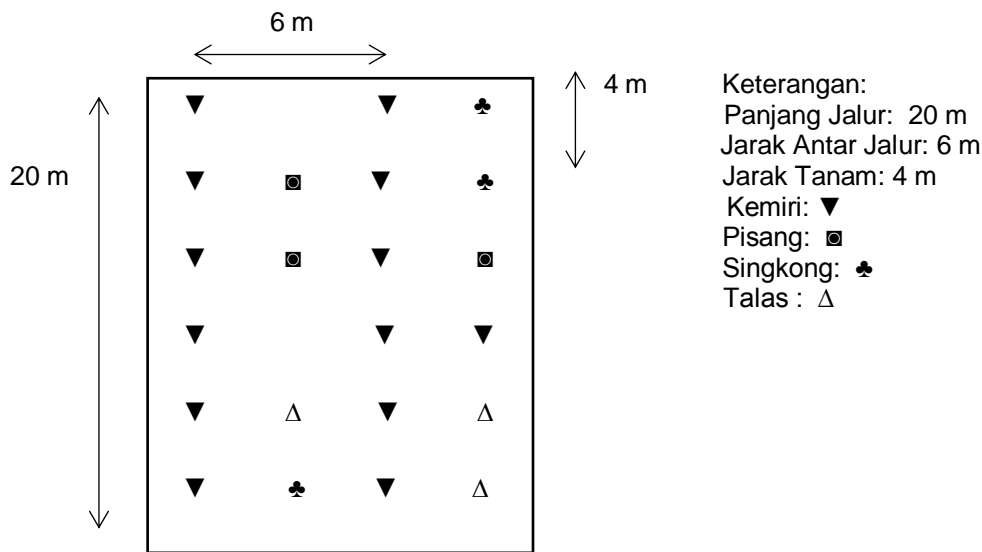 6 m
4 m
20 m
Keterangan:
Panjang Jalur: 20 m
Jarak Antar Jalur: 6 m
Jarak Tanam: 4 m
Kemiri: ▼
Pisang: ◙
Singkong: ♣
Talas : Δ